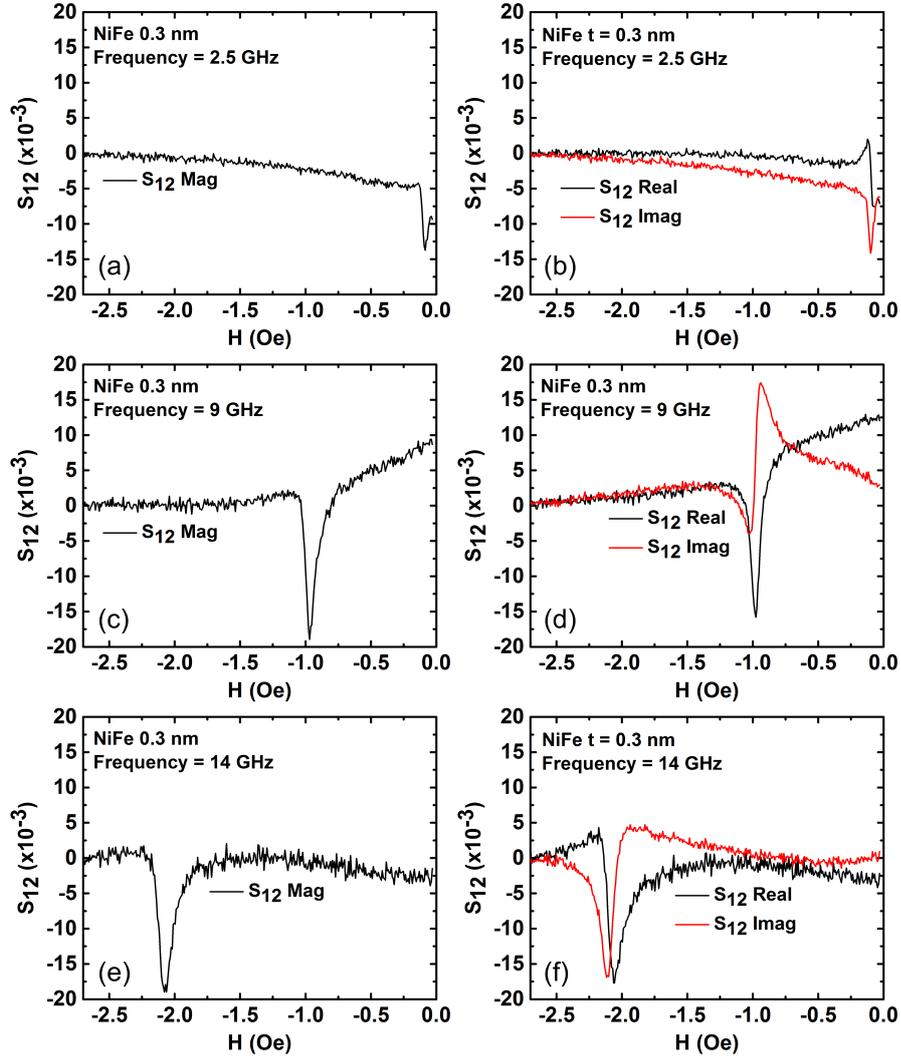 NiFe 0.3 nm
Frequency = 2.5 GHz
S12 (x10-3)
20
15
10
5
0
-5
-10
-15
-20
S12 Mag
(a)
-2.5 -2.0 -1.5 -1.0 -0.5 0.0
H (Oe)
NiFe t = 0.3 nm
Frequency = 2.5 GHz
S12 (x10-3)
20
15
10
5
0
-5
-10
-15
-20
S12 Real
S12 Imag
(b)
-2.5 -2.0 -1.5 -1.0 -0.5 0.0
H (Oe)
NiFe 0.3 nm
Frequency = 9 GHz
S12 (x10-3)
20
15
10
5
0
-5
-10
-15
-20
S12 Mag
(c)
-2.5 -2.0 -1.5 -1.0 -0.5 0.0
H (Oe)
NiFe 0.3 nm
Frequency = 9 GHz
S12 (x10-3)
20
15
10
5
0
-5
-10
-15
-20
S12 Real
S12 Imag
(d)
-2.5 -2.0 -1.5 -1.0 -0.5 0.0
H (Oe)
NiFe 0.3 nm
Frequency = 14 GHz
S12 (x10-3)
20
15
10
5
0
-5
-10
-15
-20
S12 Mag
(e)
-2.5 -2.0 -1.5 -1.0 -0.5 0.0
H (Oe)
NiFe t = 0.3 nm
Frequency = 14 GHz
S12 (x10-3)
20
15
10
5
0
-5
-10
-15
-20
S12 Real
S12 Imag
(f)
-2.5 -2.0 -1.5 -1.0 -0.5 0.0
H (Oe)